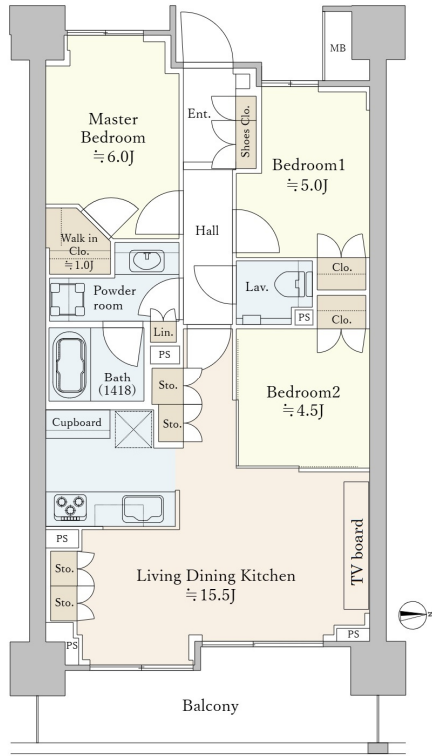 MB
Ent.
Shoes Clo.
Master
Bedroom
≒6.0J
Bedroom1
≒5.0J
Hall
Walk in
Clo.
≒1.0J
Powder
room
Lav.
PS
Clo.
Clo.
Lin.
PS
Bath
(1418)
Sto.
Sto.
Bedroom2
≒4.5J
Cupboard
PS
Sto.
Sto.
PS
Living Dining Kitchen
≒15.5J
TV board
PS
N
Balcony